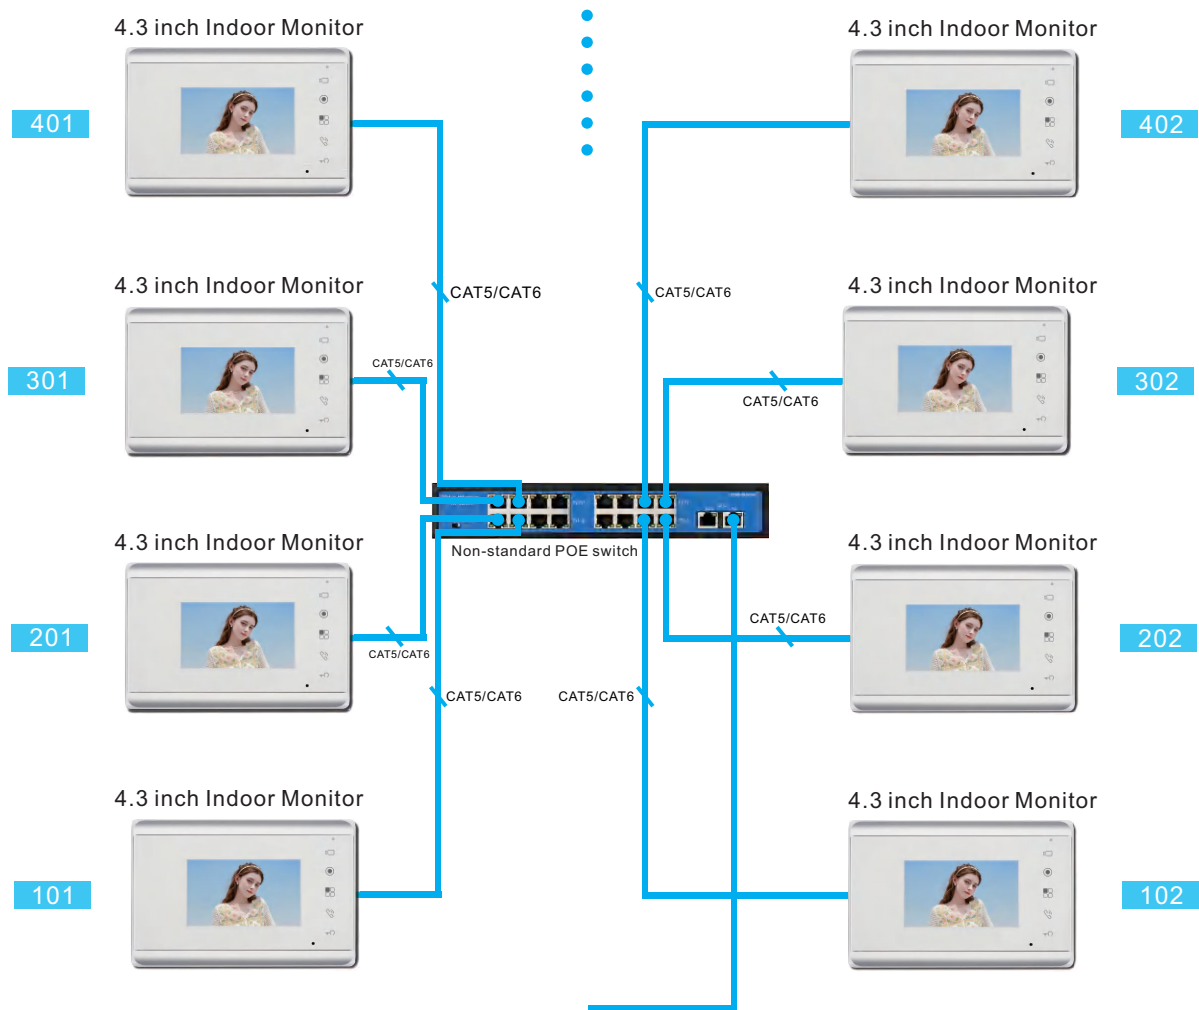 4.3 inch Indoor Monitor
4.3 inch Indoor Monitor
401
402
4.3 inch Indoor Monitor
4.3 inch Indoor Monitor
CAT5/CAT6
CAT5/CAT6
CAT5/CAT6
301
302
CAT5/CAT6
Non-standard POE switch
4.3 inch Indoor Monitor
4.3 inch Indoor Monitor
CAT5/CAT6
201
202
CAT5/CAT6
CAT5/CAT6
CAT5/CAT6
4.3 inch Indoor Monitor
4.3 inch Indoor Monitor
101
102